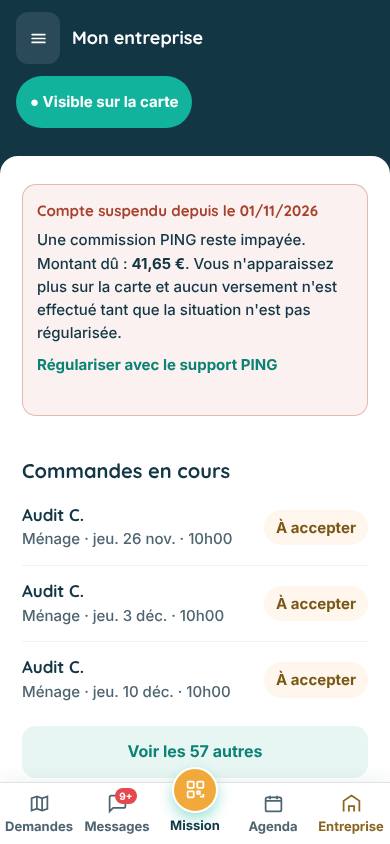 Mon entreprise
● Visible sur la carte
Compte suspendu depuis le 01/11/2026
Une commission PING reste impayée.
Montant dû : 41,65 €. Vous n'apparaissez
plus sur la carte et aucun versement n'est
effectué tant que la situation n'est pas
régularisée.
Régulariser avec le support PING
Commandes en cours
Audit C.
Ménage · jeu. 26 nov. · 10h00
À accepter
Audit C.
Ménage · jeu. 3 déc. · 10h00
À accepter
Audit C.
Ménage · jeu. 10 déc. · 10h00
À accepter
Voir les 57 autres
9+
Demandes
Messages
Mission
Agenda
Entreprise